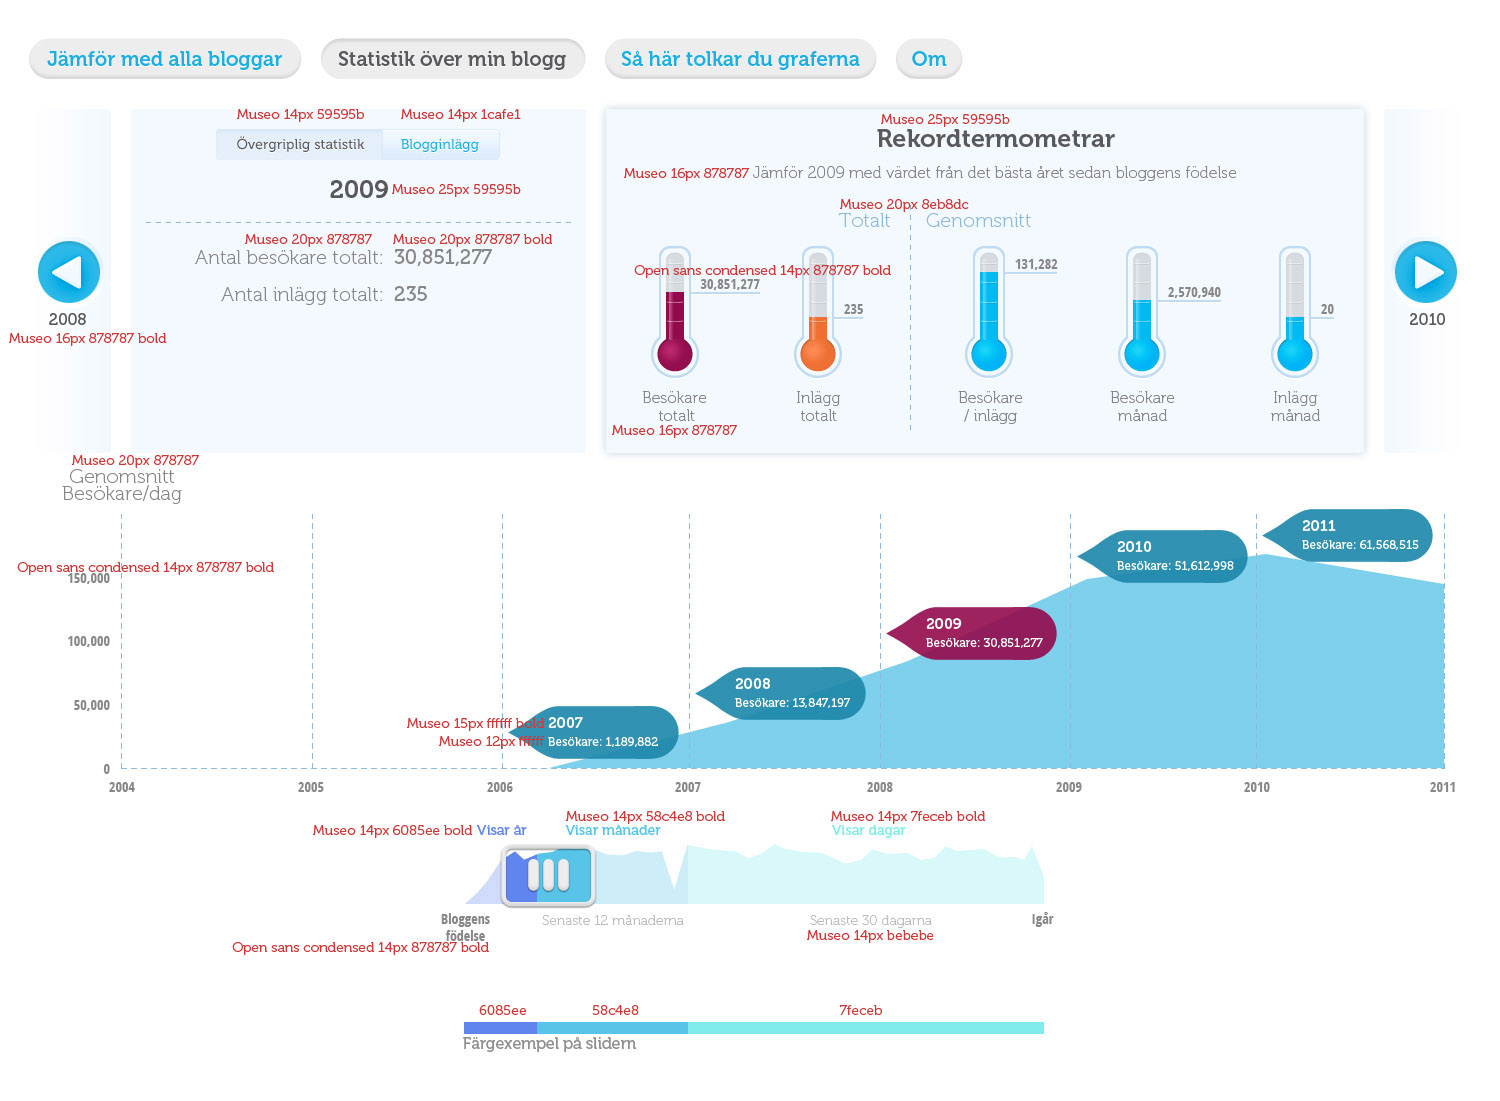 Jämför med alla bloggar
Statistik över min blogg
Så här tolkar du graferna
Om
Museo 14px 59595b
Museo 14px 1cafe1
Övergriplig statistik
Blogginlägg
2009
Museo 25px 59595b
Museo 20px 878787
Museo 20px 878787 bold
Antal besökare totalt: 30,851,277
Antal inlägg totalt: 235
2008
Museo 16px 878787 bold
Museo 25px 59595b
Rekordtermometrar
Museo 16px 878787
Jämför 2009 med värdet från det bästa året sedan bloggens födelse
Museo 20px 8eb8dc
Totalt
Genomsnitt
Open sans condensed 14px 878787 bold
30,851,277
235
131,282
2,570,940
20
Besökare
totalt
Inlägg
totalt
Besökare
/ inlägg
Besökare
månad
Inlägg
månad
Museo 16px 878787
2010
Museo 20px 878787
Genomsnitt
Besökare/dag
Open sans condensed 14px 878787 bold
150,000
100,000
50,000
0
2011
Besökare: 61,568,515
2010
Besökare: 51,612,998
2009
Besökare: 30,851,277
2008
Besökare: 13,847,197
Museo 15px ffffff bold
2007
Museo 12px ffffff
Besökare: 1,189,882
2004
2005
2006
2007
2008
2009
2010
2011
Museo 14px 6085ee bold
Visar år
Museo 14px 58c4e8 bold
Visar månader
Museo 14px 7feceb bold
Visar dagar
Bloggens
födelse
Senaste 12 månaderna
Senaste 30 dagarna
Igår
Museo 14px bebebe
Open sans condensed 14px 878787 bold
6085ee
58c4e8
7feceb
Färgexempel på slidern